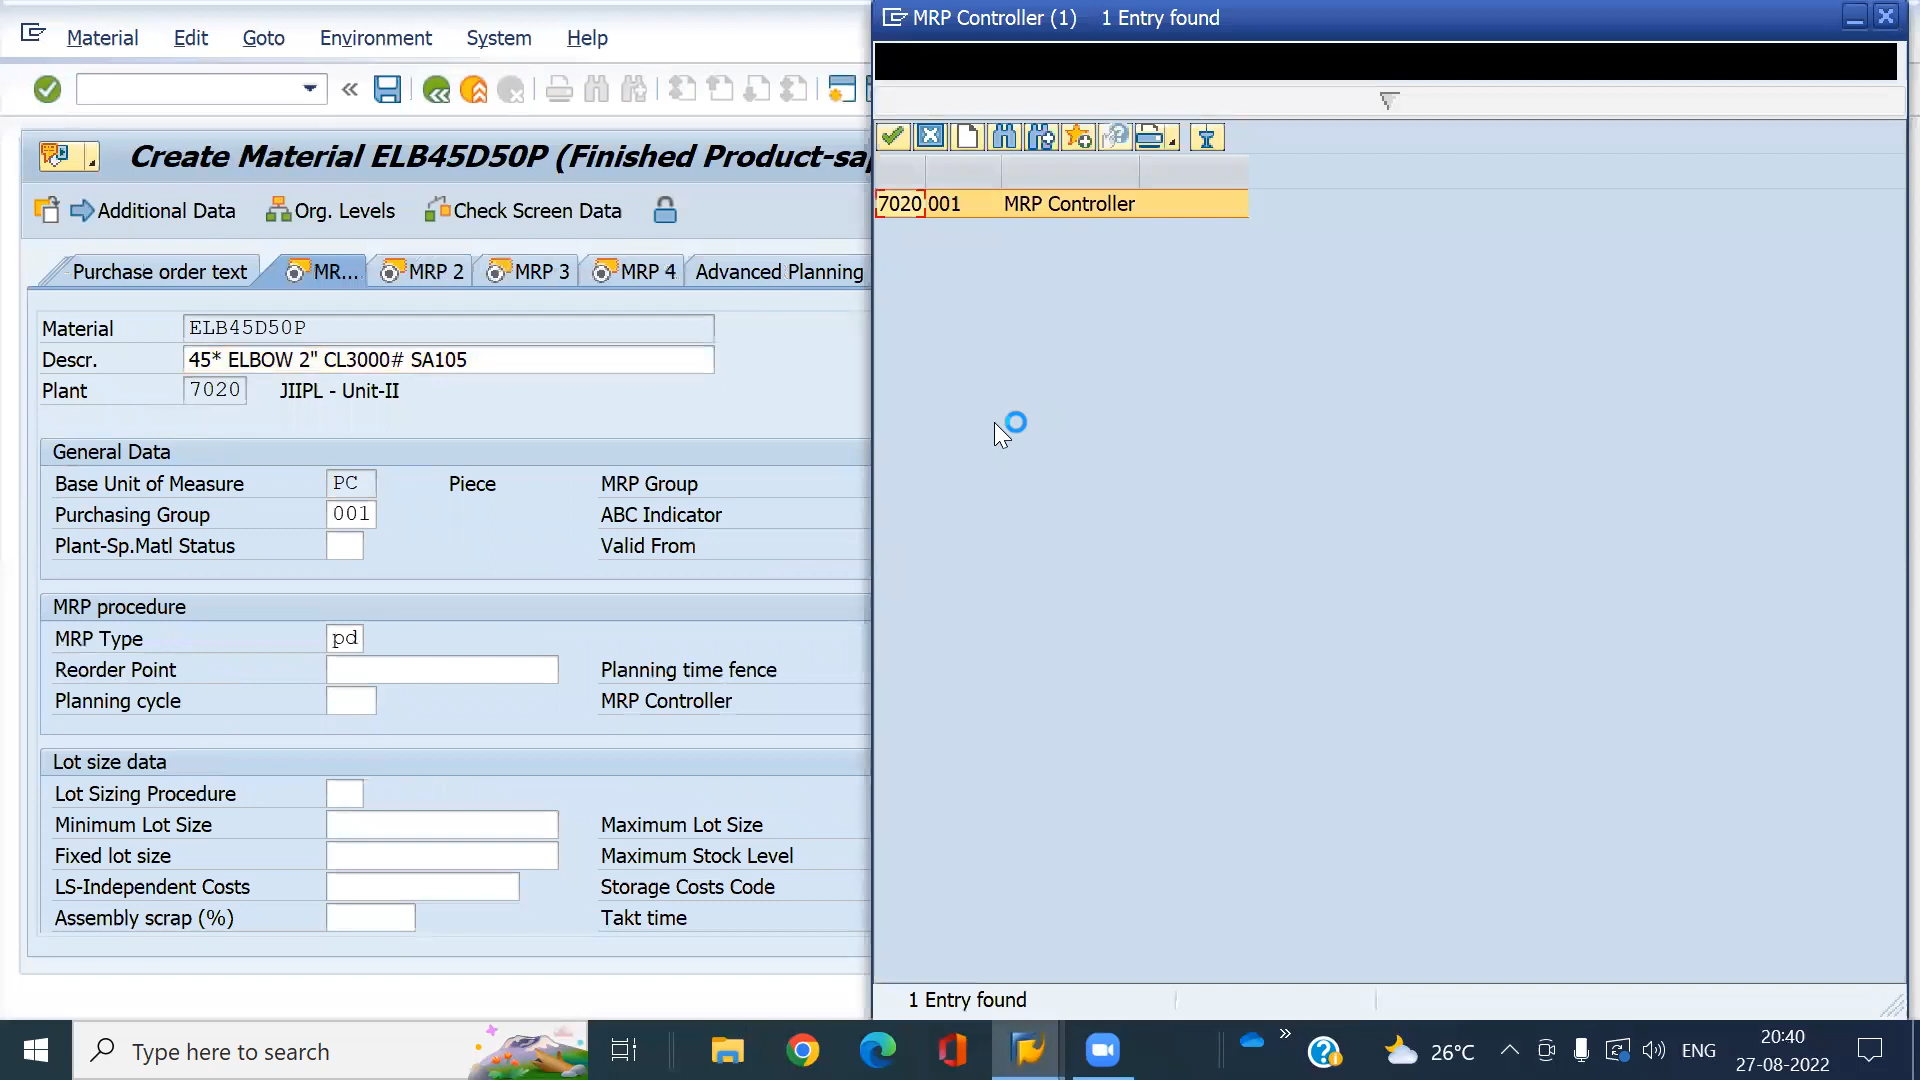 Material Edit Goto Environment System Help
Create Material ELB45D50P (Finished Product-sap
Additional Data Org. Levels Check Screen Data
Purchase order text MR... MRP 2 MRP 3 MRP 4 Advanced Planning
Material ELB45D50P
Descr. 45* ELBOW 2" CL3000# SA105
Plant 7020 JIIPL - Unit-II
General Data
Base Unit of Measure PC Piece MRP Group
Purchasing Group 001 ABC Indicator
Plant-Sp.Matl Status Valid From
MRP procedure
MRP Type pd
Reorder Point Planning time fence
Planning cycle MRP Controller
Lot size data
Lot Sizing Procedure
Minimum Lot Size Maximum Lot Size
Fixed lot size Maximum Stock Level
LS-Independent Costs Storage Costs Code
Assembly scrap (%) Takt time
MRP Controller (1) 1 Entry found
7020 001 MRP Controller
1 Entry found
Type here to search
26°C
ENG
20:40
27-08-2022